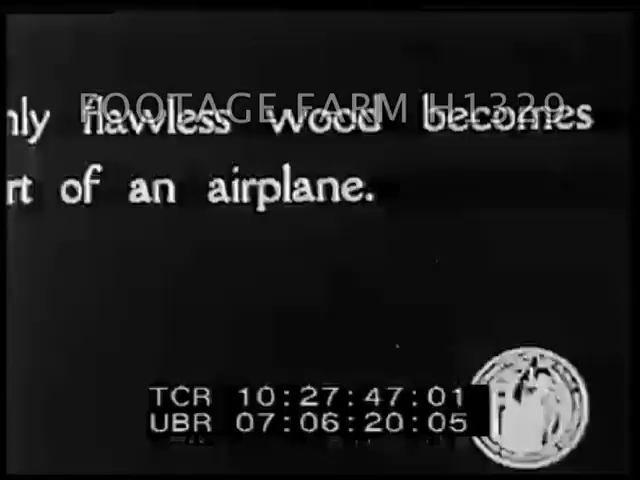 FOOTAGE FARM H1329
nly flawless wood becomes
rt of an airplane.
TCR 10:27:47:01
UBR 07:06:20:05